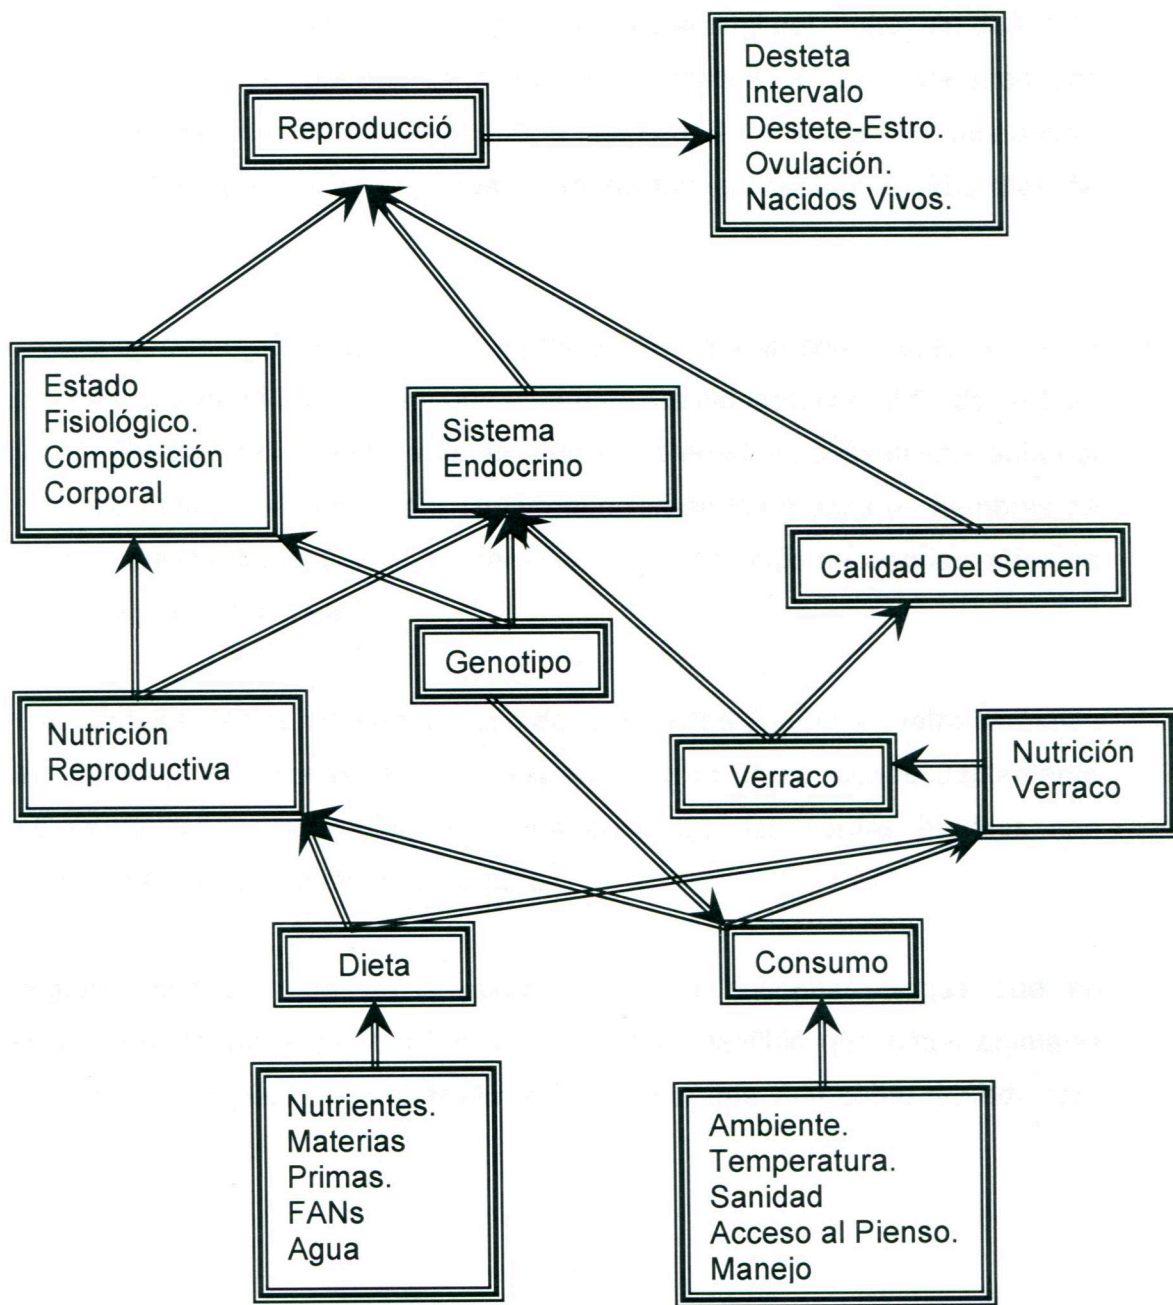 Desteta
Intervalo
Destete-Estro.
Ovulación.
Nacidos Vivos.
Reproducció
Estado
Fisiológico.
Composición
Corporal
Sistema
Endocrino
Calidad Del Semen
Genotipo
Nutrición
Reproductiva
Verraco
Nutrición
Verraco
Dieta
Consumo
Nutrientes.
Materias
Primas.
FANs
Agua
Ambiente.
Temperatura.
Sanidad
Acceso al Pienso.
Manejo